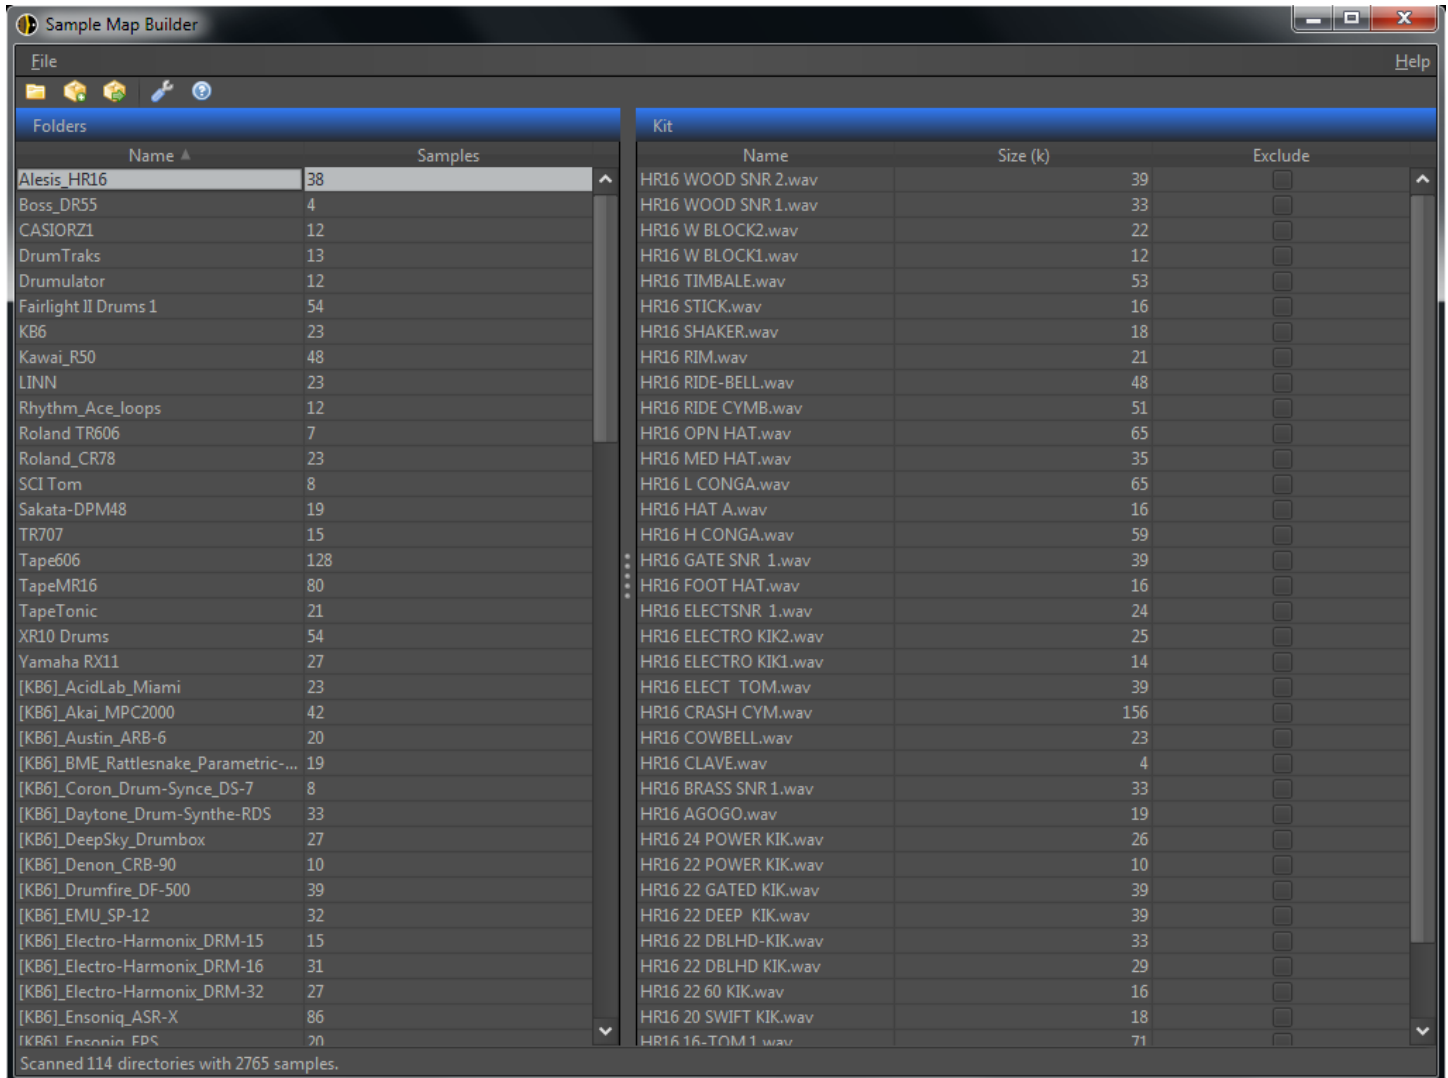 Sample Map Builder
File Help
Folders
Name Samples
Alesis_HR16 38
Boss_DR55 4
CASIORZ1 12
DrumTraks 13
Drumulator 12
Fairlight II Drums 1 54
KB6 23
Kawai_R50 48
LINN 23
Rhythm_Ace_loops 12
Roland TR606 7
Roland_CR78 23
SCI Tom 8
Sakata-DPM48 19
TR707 15
Tape606 128
TapeMR16 80
TapeTonic 21
XR10 Drums 54
Yamaha RX11 27
[KB6]_AcidLab_Miami 23
[KB6]_Akai_MPC2000 42
[KB6]_Austin_ARB-6 20
[KB6]_BME_Rattlesnake_Parametric-... 19
[KB6]_Coron_Drum-Synce_DS-7 8
[KB6]_Daytone_Drum-Synthe-RDS 33
[KB6]_DeepSky_Drumbox 27
[KB6]_Denon_CRB-90 10
[KB6]_Drumfire_DF-500 39
[KB6]_EMU_SP-12 32
[KB6]_Electro-Harmonix_DRM-15 15
[KB6]_Electro-Harmonix_DRM-16 31
[KB6]_Electro-Harmonix_DRM-32 27
[KB6]_Ensoniq_ASR-X 86
[KB6]_Ensoniq_EPS 20
Kit
Name Size (k) Exclude
HR16 WOOD SNR 2.wav 39
HR16 WOOD SNR 1.wav 33
HR16 W BLOCK2.wav 22
HR16 W BLOCK1.wav 12
HR16 TIMBALE.wav 53
HR16 STICK.wav 16
HR16 SHAKER.wav 18
HR16 RIM.wav 21
HR16 RIDE-BELL.wav 48
HR16 RIDE CYMB.wav 51
HR16 OPN HAT.wav 65
HR16 MED HAT.wav 35
HR16 L CONGA.wav 65
HR16 HAT A.wav 16
HR16 H CONGA.wav 59
HR16 GATE SNR  1.wav 39
HR16 FOOT HAT.wav 16
HR16 ELECTSNR  1.wav 24
HR16 ELECTRO KIK2.wav 25
HR16 ELECTRO KIK1.wav 14
HR16 ELECT  TOM.wav 39
HR16 CRASH CYM.wav 156
HR16 COWBELL.wav 23
HR16 CLAVE.wav 4
HR16 BRASS SNR 1.wav 33
HR16 AGOGO.wav 19
HR16 24 POWER KIK.wav 26
HR16 22 POWER KIK.wav 10
HR16 22 GATED KIK.wav 39
HR16 22 DEEP  KIK.wav 39
HR16 22 DBLHD-KIK.wav 33
HR16 22 DBLHD KIK.wav 29
HR16 22 60 KIK.wav 16
HR16 20 SWIFT KIK.wav 18
HR16 16-TOM 1.wav 71
Scanned 114 directories with 2765 samples.